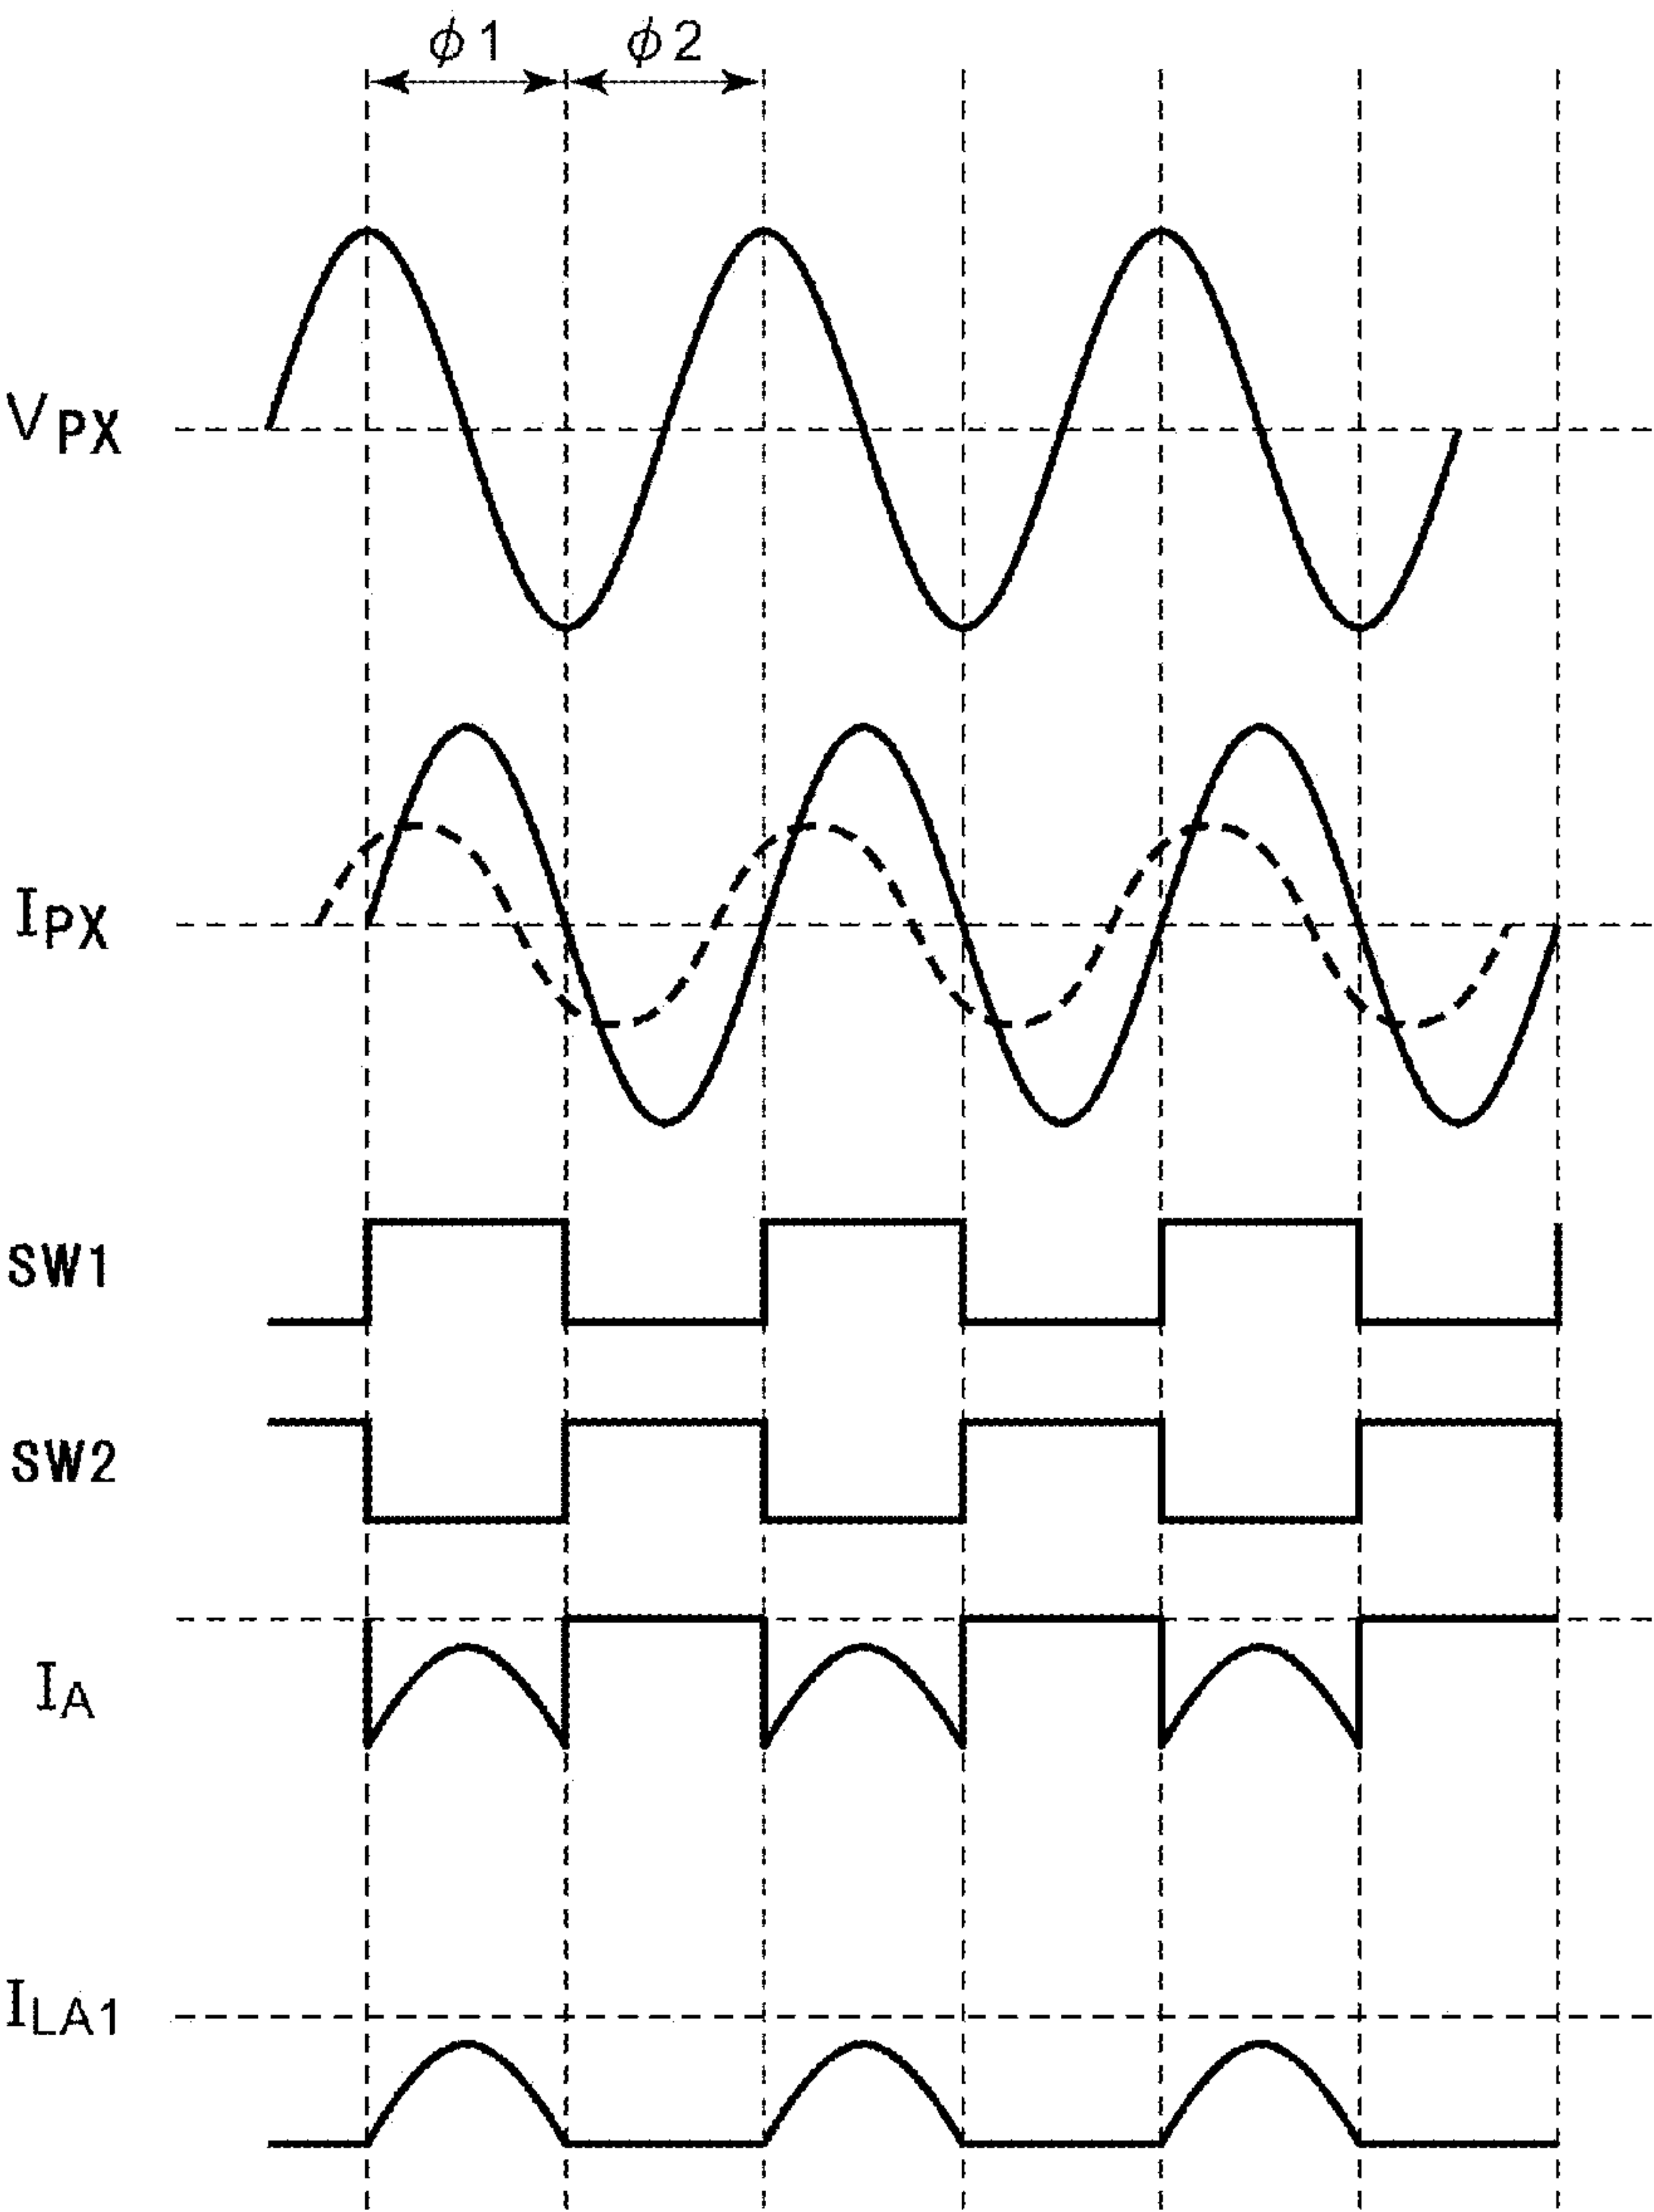 ϕ1 ϕ2
VPX
IPX
SW1
SW2
IA
ILA1